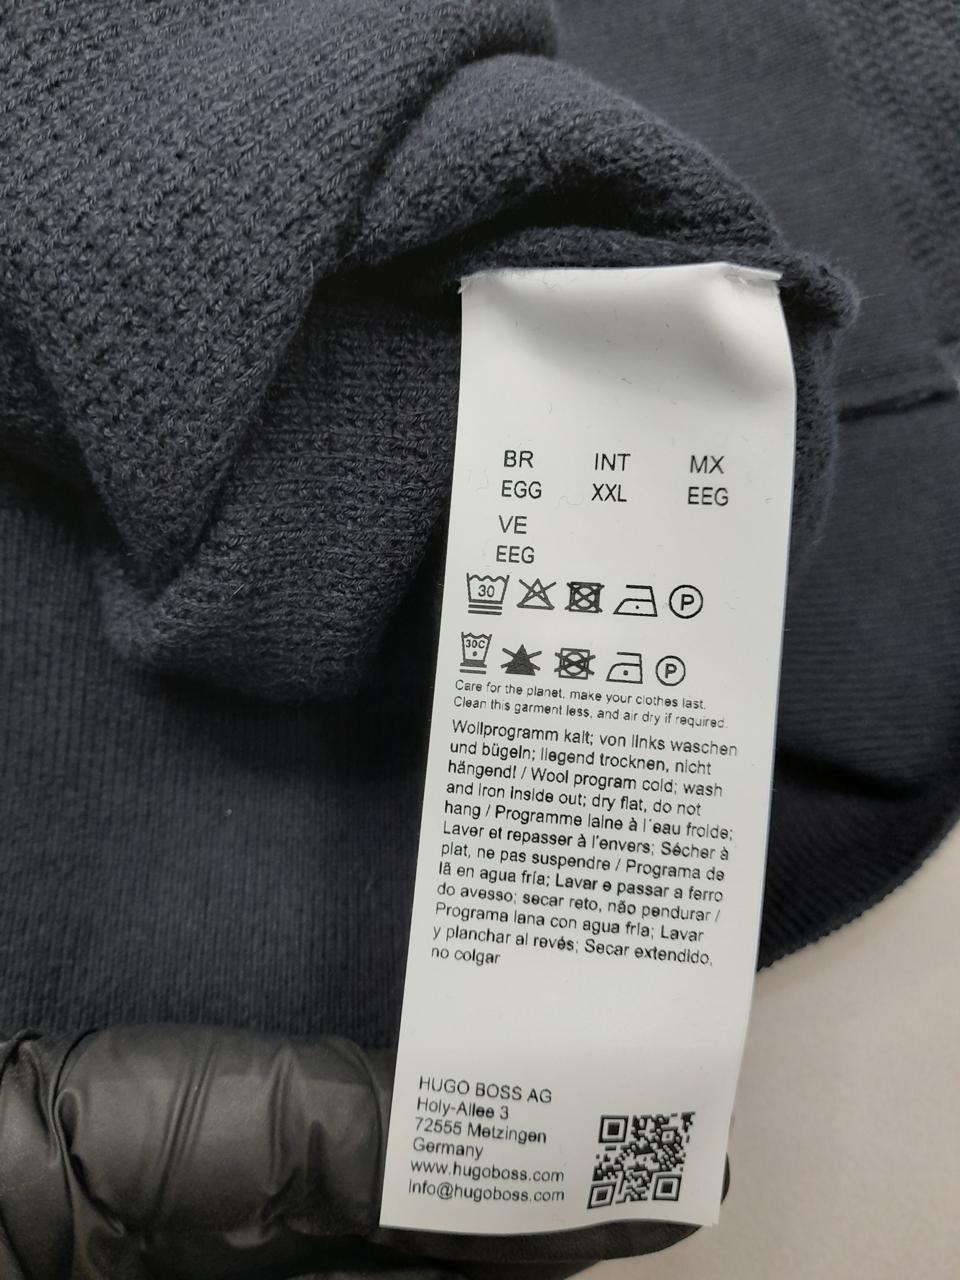 BR INT MX
EGG XXL EEG
VE
EEG
30 P
30C P
Care for the planet, make your clothes last.
Clean this garment less, and air dry if required.
Wollprogramm kalt; von links waschen
und bügeln; liegend trocknen, nicht
hängend! / Wool program cold; wash
and iron inside out; dry flat, do not
hang / Programme laine à l´eau froide;
Laver et repasser à l'envers; Sécher à
plat, ne pas suspendre / Programa de
lã en agua fría; Lavar e passar a ferro
do avesso; secar reto, não pendurar /
Programa lana con agua fría; Lavar
y planchar al revés; Secar extendido,
no colgar
HUGO BOSS AG
Holy-Allee 3
72555 Metzingen
Germany
www.hugoboss.com
info@hugoboss.com